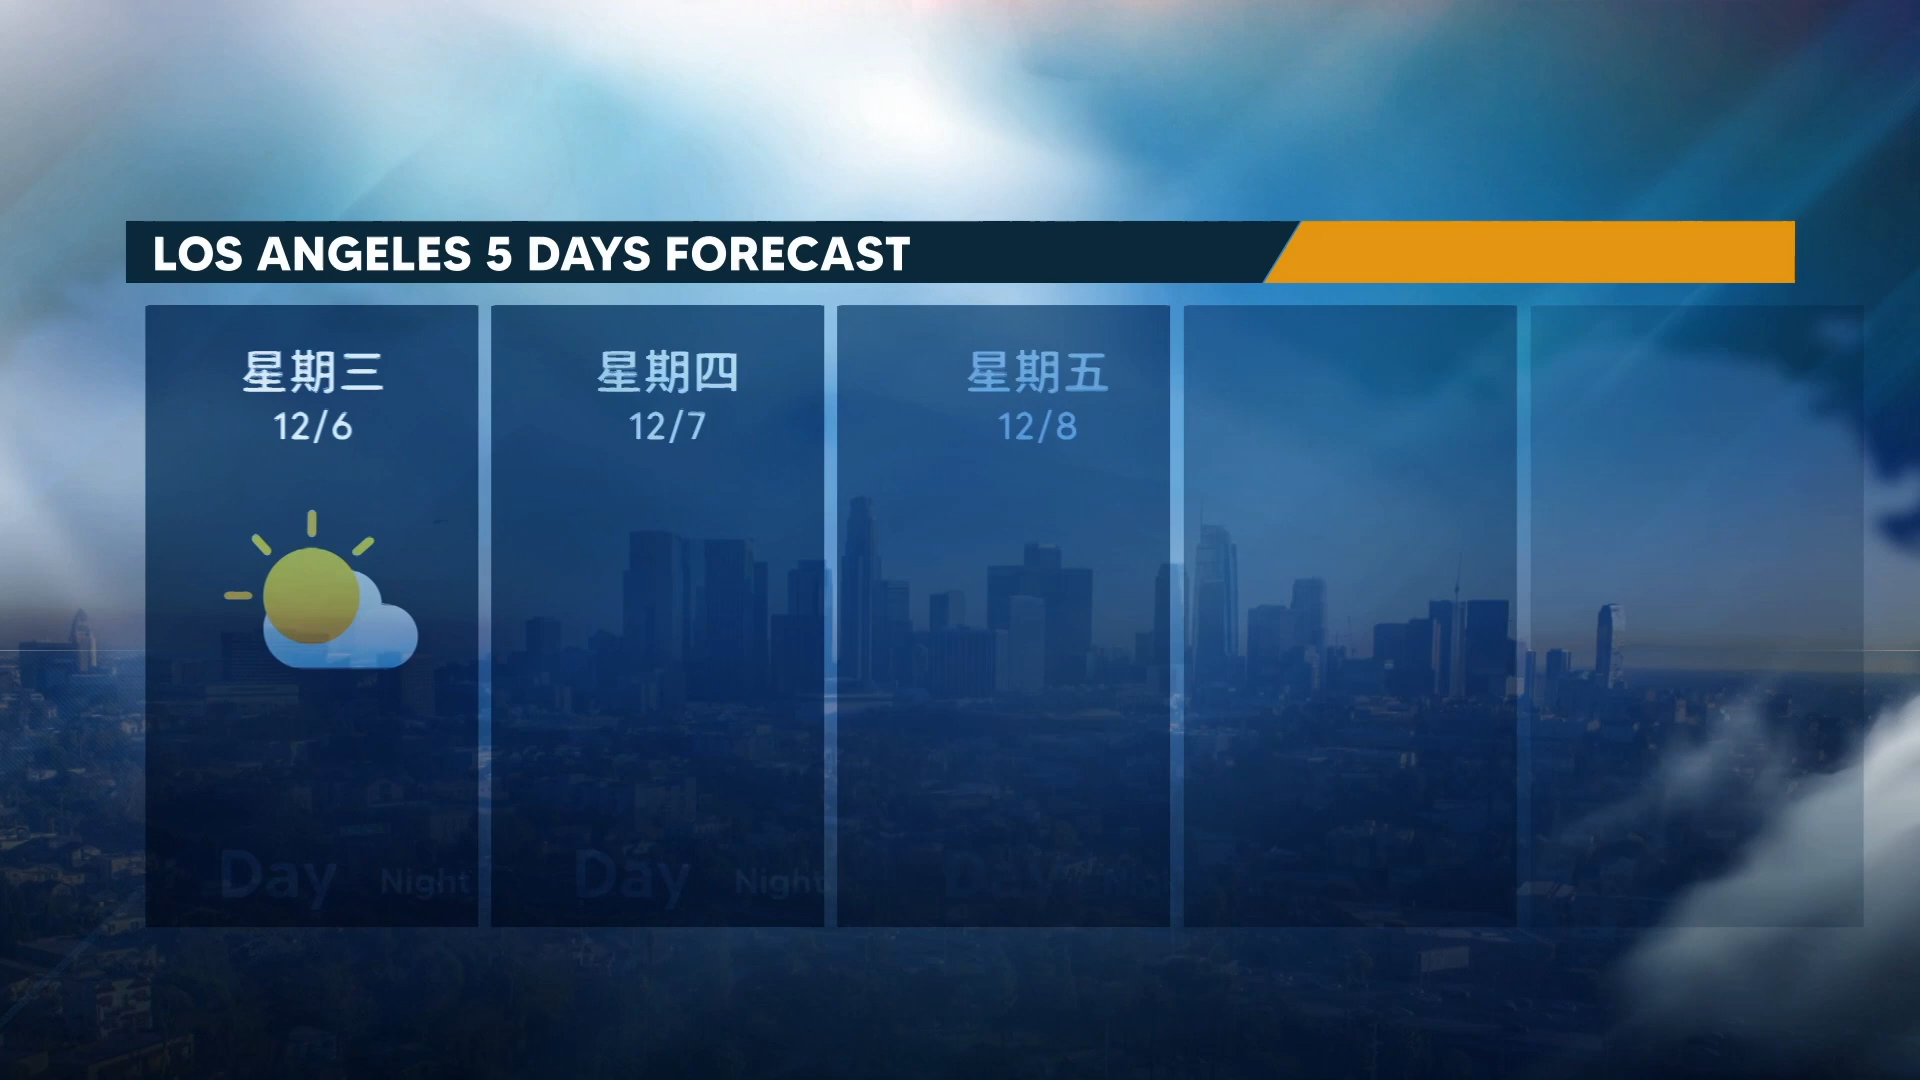 LOS ANGELES 5 DAYS FORECAST
星期三
12/6
星期四
12/7
星期五
12/8
Day Night
Day Night
Day